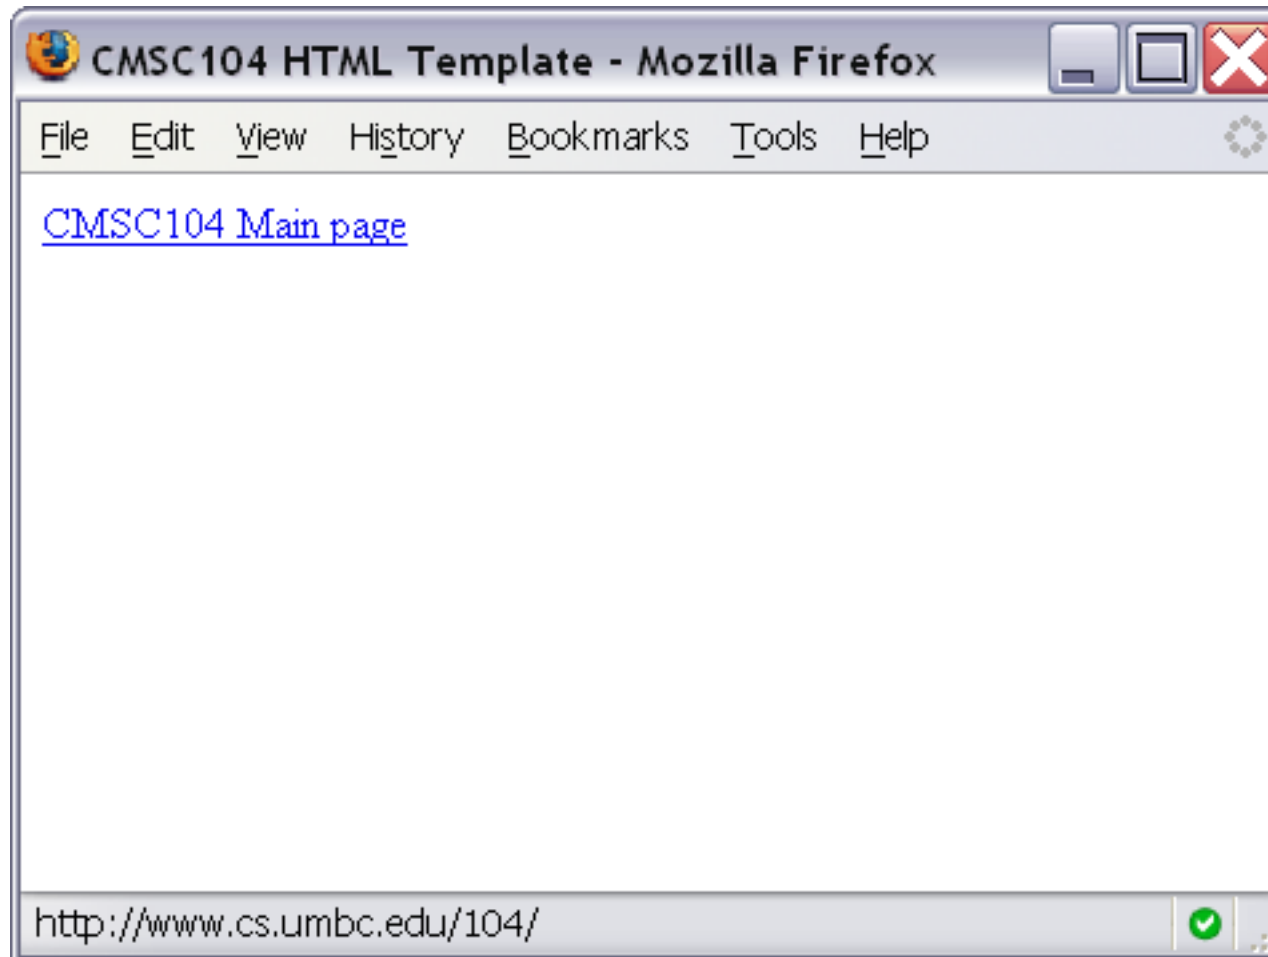 CMSC104 HTML Template - Mozilla Firefox
File Edit View History Bookmarks Tools Help
CMSC104 Main page
http://www.cs.umbc.edu/104/